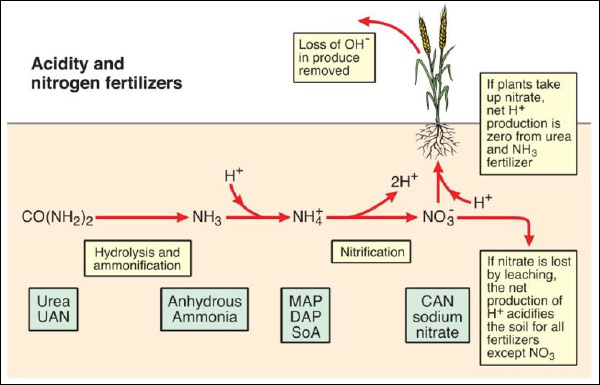 Acidity and
nitrogen fertilizers
Loss of OH⁻
in produce
removed
If plants take
up nitrate,
net H⁺
production is
zero from urea
and NH₃
fertilizer
H⁺
2H⁺
H⁺
CO(NH₂)₂
NH₃
NH₄⁺
NO₃⁻
Hydrolysis and
ammonification
Nitrification
If nitrate is lost
by leaching,
the net
production of
H⁺ acidifies
the soil for all
fertilizers
except NO₃
Urea
UAN
Anhydrous
Ammonia
MAP
DAP
SoA
CAN
sodium
nitrate